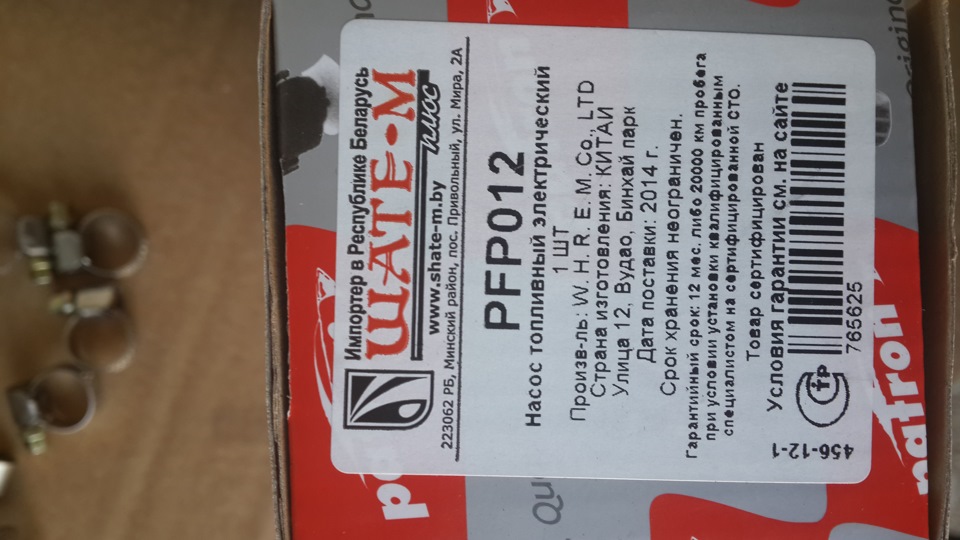 Импортер в Республике Беларусь
ШАТЕ-М
плюс
www.shate-m.by
223062 РБ, Минский район, пос. Привольный, ул. Мира, 2А
PFP012
Насос топливный электрический
1 ШТ
Произв-ль: W. H. R. E. M. Co., LTD
Страна изготовления: КИТАЙ
Улица 12, Вудао, Бинхай парк
Дата поставки: 2014 г.
Срок хранения неограничен.
Гарантийный срок: 12 мес. либо 20000 км пробега
при условии установки квалифицированным
специалистом на сертифицированной СТО.
Товар сертифицирован
Условия гарантии см. на сайте
765625
456-12-1
patron